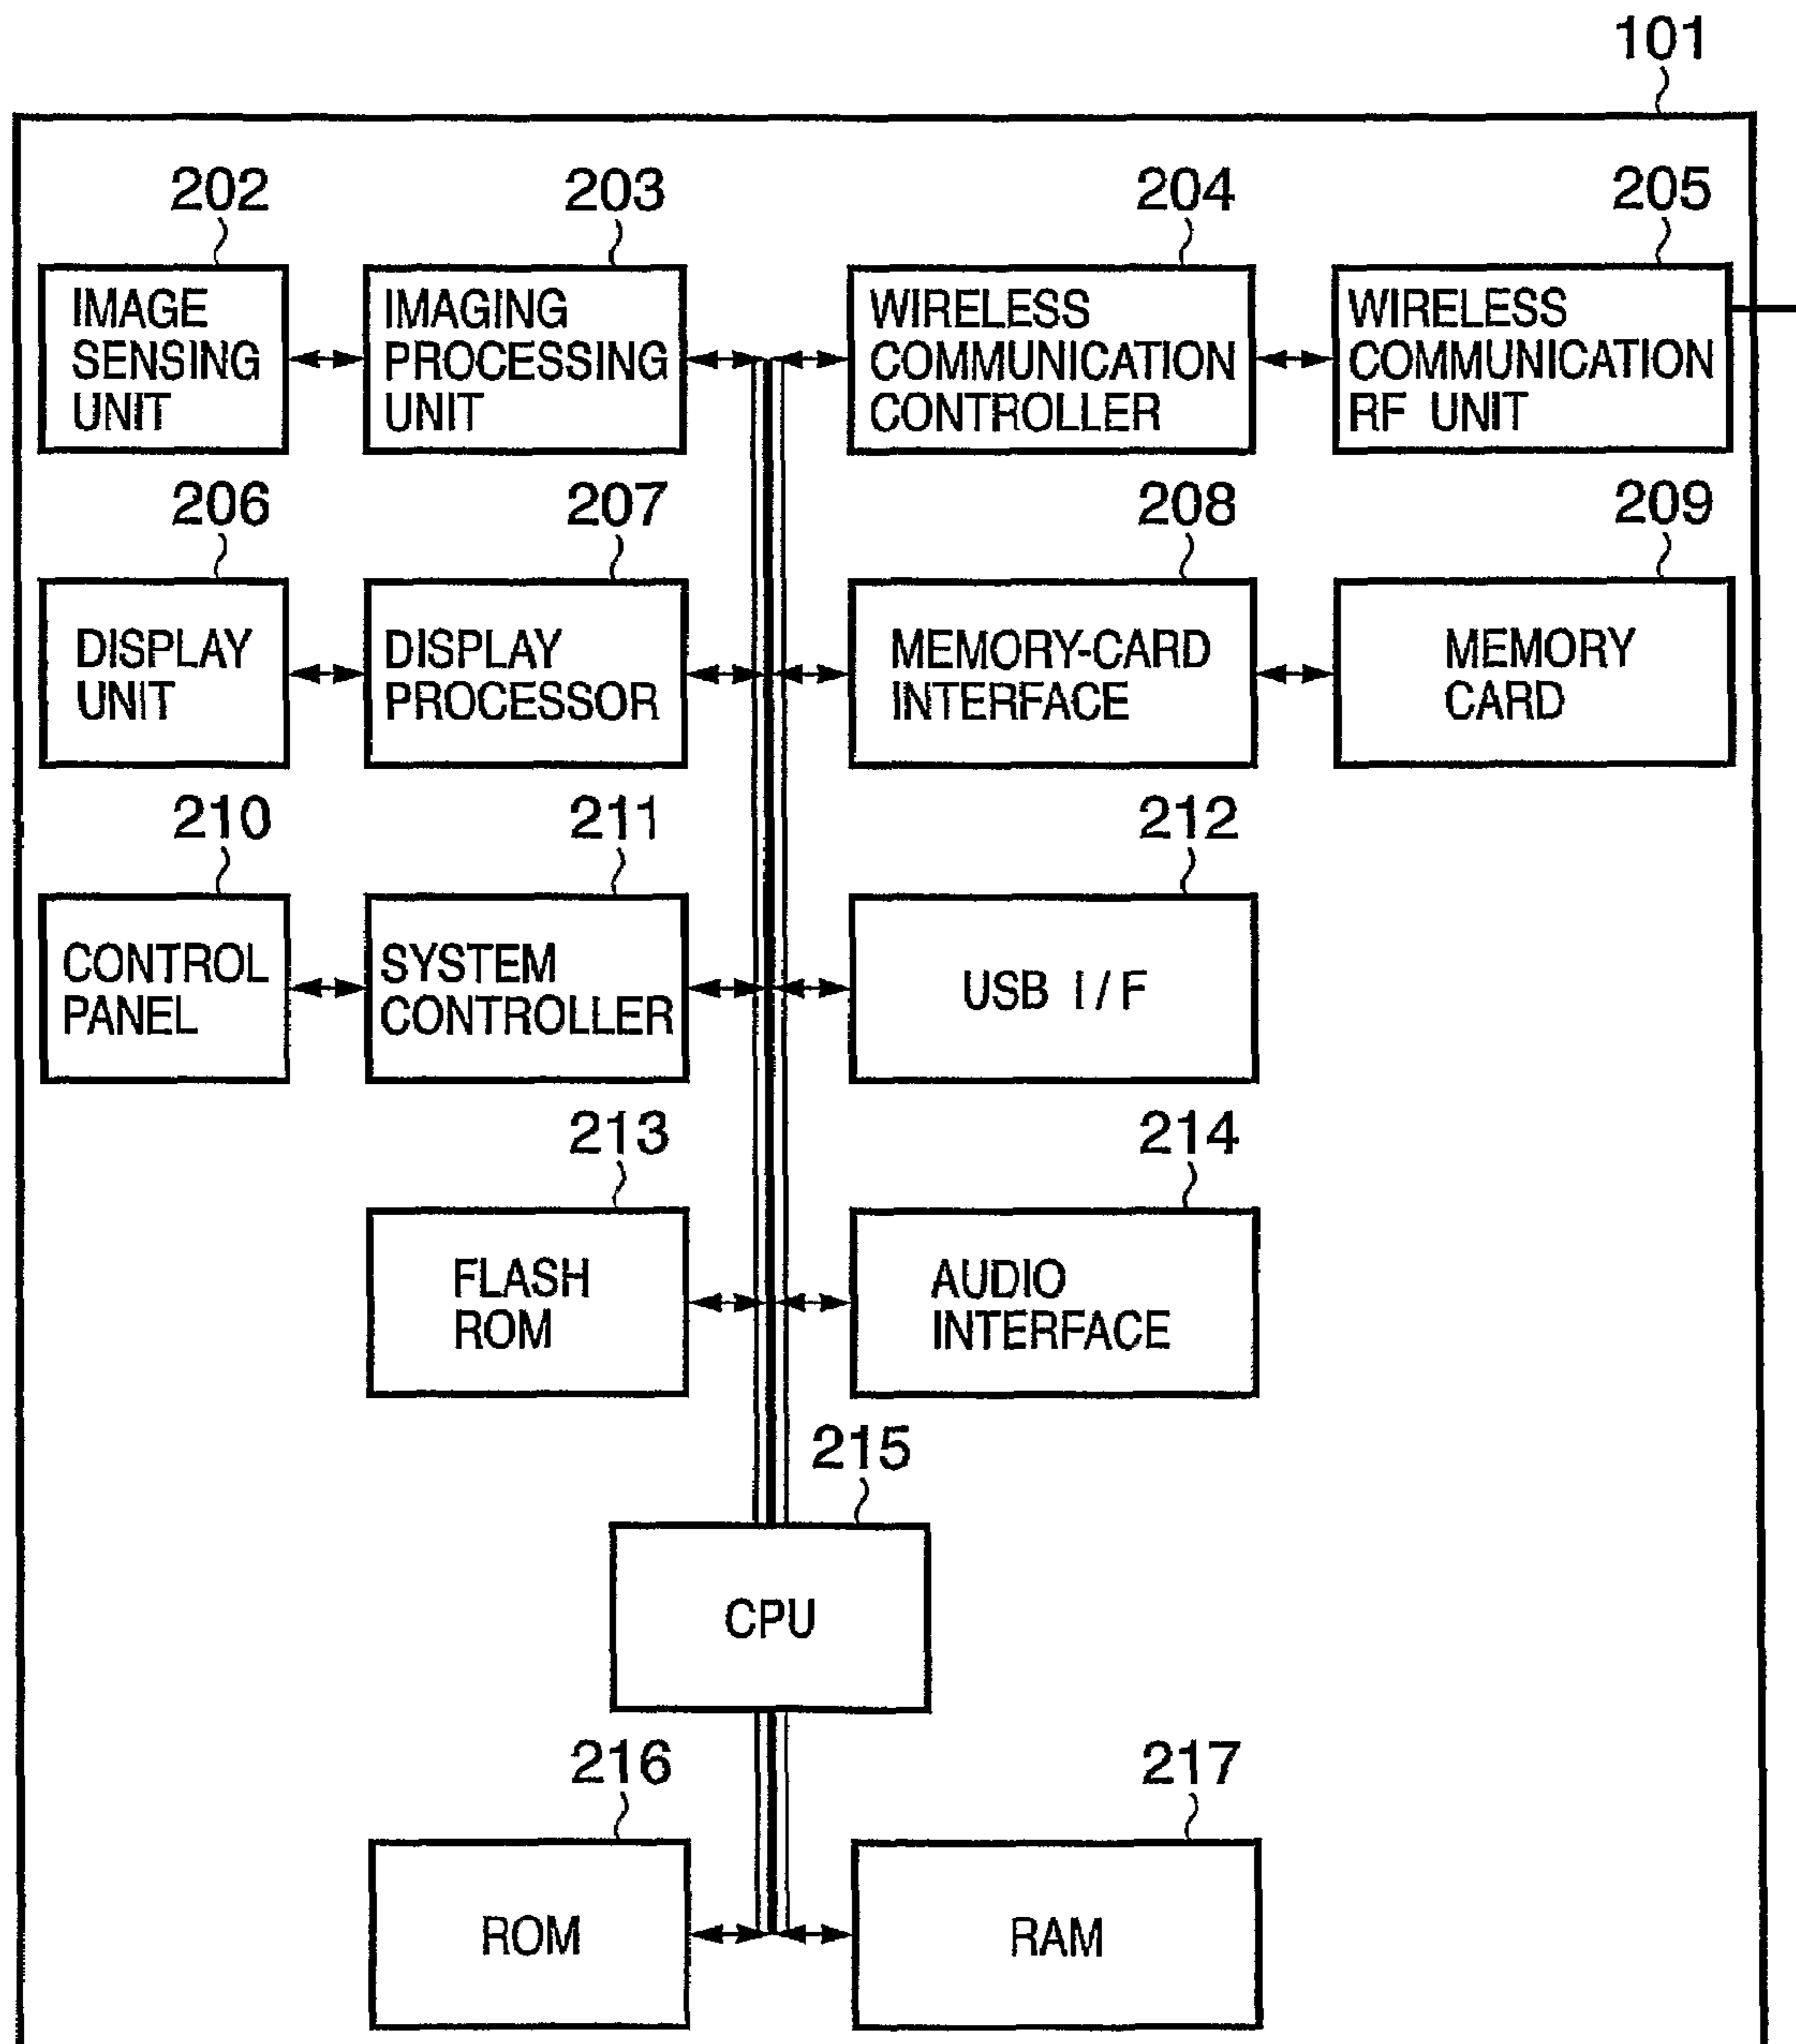 101
202
203
204
205
IMAGE
SENSING
UNIT
IMAGING
PROCESSING
UNIT
WIRELESS
COMMUNICATION
CONTROLLER
WIRELESS
COMMUNICATION
RF UNIT
206
207
208
209
DISPLAY
UNIT
DISPLAY
PROCESSOR
MEMORY-CARD
INTERFACE
MEMORY
CARD
210
211
212
CONTROL
PANEL
SYSTEM
CONTROLLER
USB I/F
213
214
FLASH
ROM
AUDIO
INTERFACE
215
CPU
216
217
ROM
RAM